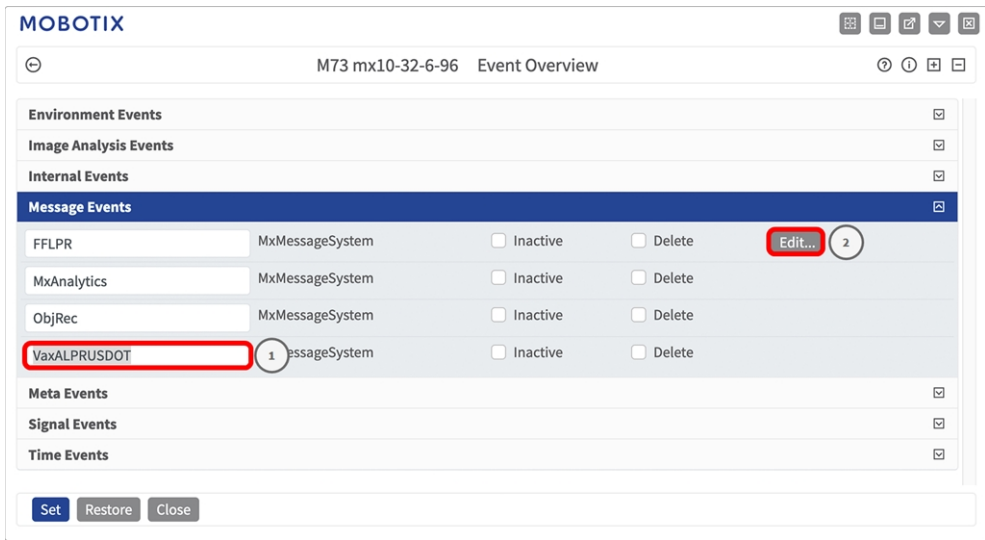 MOBOTIX
M73 mx10-32-6-96 Event Overview
Environment Events
Image Analysis Events
Internal Events
Message Events
FFLPR MxMessageSystem Inactive Delete Edit... 2
MxAnalytics MxMessageSystem Inactive Delete
ObjRec MxMessageSystem Inactive Delete
VaxALPRUSDOT 1 essageSystem Inactive Delete
Meta Events
Signal Events
Time Events
Set Restore Close